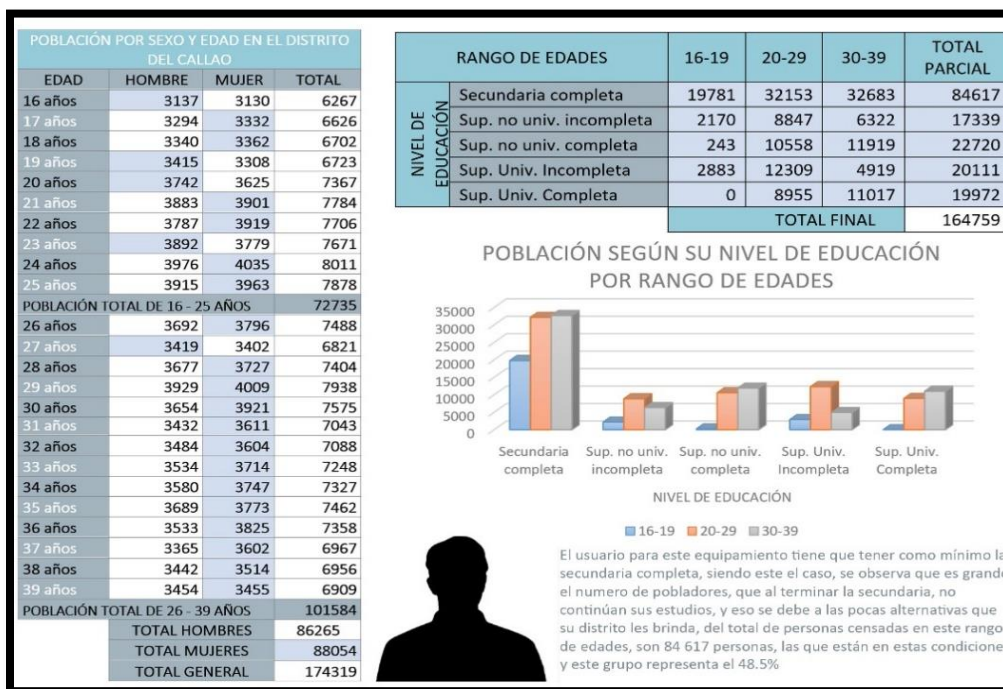 POBLACIÓN POR SEXO Y EDAD EN EL DISTRITO
DEL CALLAO
EDAD HOMBRE MUJER TOTAL
16 años 3137 3130 6267
17 años 3294 3332 6626
18 años 3340 3362 6702
19 años 3415 3308 6723
20 años 3742 3625 7367
21 años 3883 3901 7784
22 años 3787 3919 7706
23 años 3892 3779 7671
24 años 3976 4035 8011
25 años 3915 3963 7878
POBLACIÓN TOTAL DE 16 - 25 AÑOS 72735
26 años 3692 3796 7488
27 años 3419 3402 6821
28 años 3677 3727 7404
29 años 3929 4009 7938
30 años 3654 3921 7575
31 años 3432 3611 7043
32 años 3484 3604 7088
33 años 3534 3714 7248
34 años 3580 3747 7327
35 años 3689 3773 7462
36 años 3533 3825 7358
37 años 3365 3602 6967
38 años 3442 3514 6956
39 años 3454 3455 6909
POBLACIÓN TOTAL DE 26 - 39 AÑOS 101584
TOTAL HOMBRES 86265
TOTAL MUJERES 88054
TOTAL GENERAL 174319
RANGO DE EDADES 16-19 20-29 30-39 TOTAL
PARCIAL
NIVEL DE
EDUCACIÓN
Secundaria completa 19781 32153 32683 84617
Sup. no univ. incompleta 2170 8847 6322 17339
Sup. no univ. completa 243 10558 11919 22720
Sup. Univ. Incompleta 2883 12309 4919 20111
Sup. Univ. Completa 0 8955 11017 19972
TOTAL FINAL 164759
POBLACIÓN SEGÚN SU NIVEL DE EDUCACIÓN
POR RANGO DE EDADES
35000
30000
25000
20000
15000
10000
5000
0
Secundaria Sup. no univ. Sup. no univ. Sup. Univ. Sup. Univ.
completa incompleta completa Incompleta Completa
NIVEL DE EDUCACIÓN
16-19 20-29 30-39
El usuario para este equipamiento tiene que tener como mínimo la
secundaria completa, siendo este el caso, se observa que es grande
el numero de pobladores, que al terminar la secundaria, no
continúan sus estudios, y eso se debe a las pocas alternativas que
su distrito les brinda, del total de personas censadas en este rango
de edades, son 84 617 personas, las que están en estas condicione
y este grupo representa el 48.5%